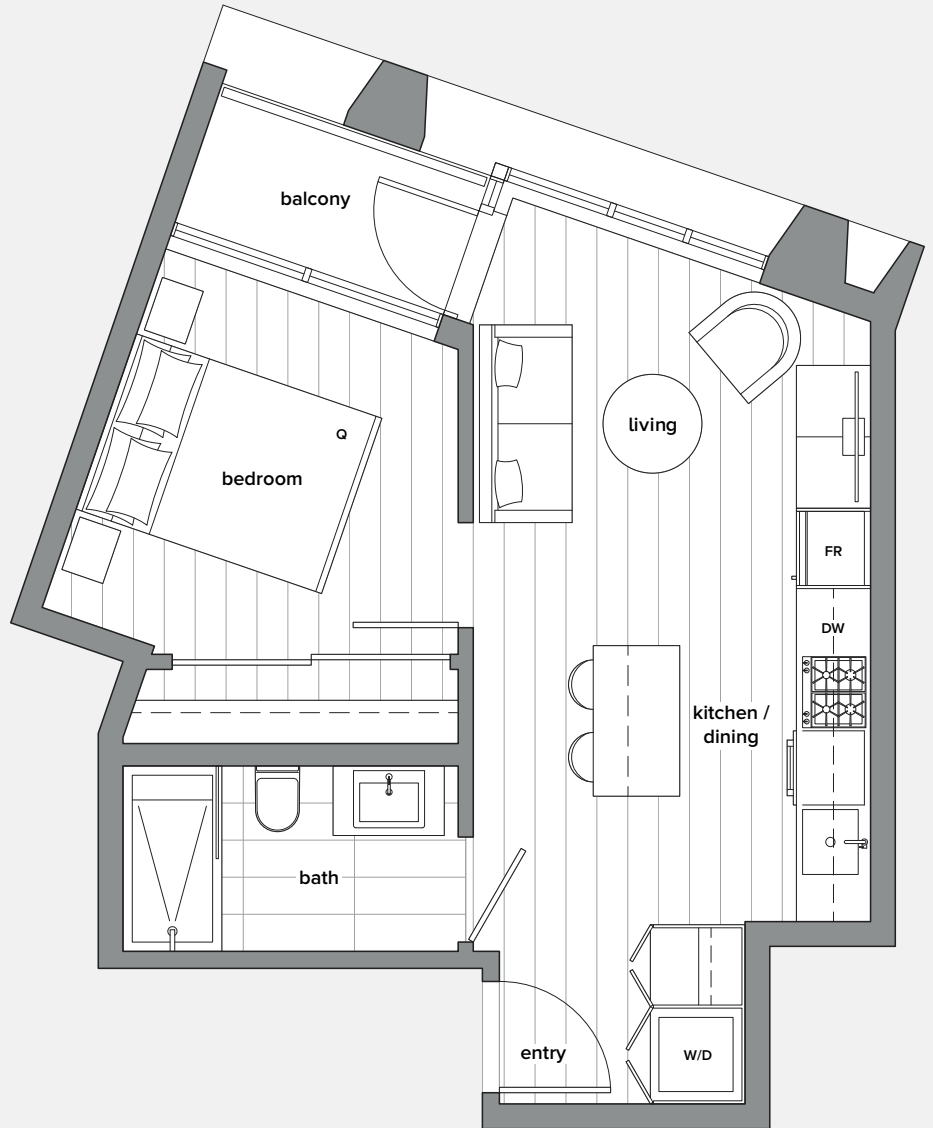 balcony
living
Q
bedroom
FR
DW
kitchen /
dining
bath
entry
W/D